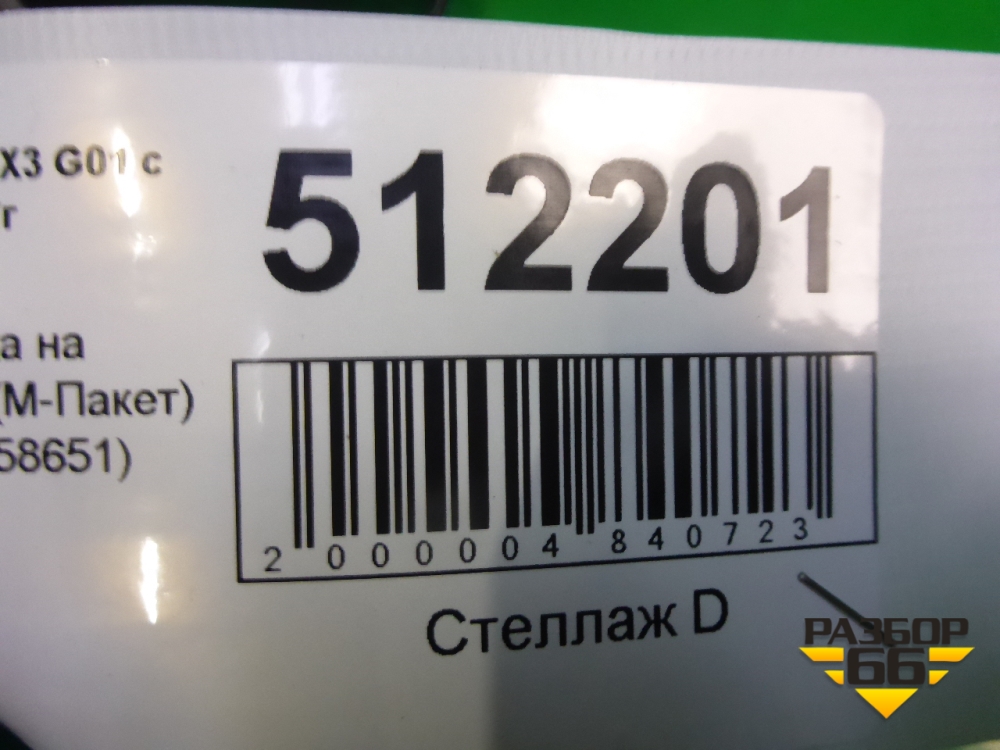 X3 G01 с
г
512201
а на
(М-Пакет)
58651)
2 000004 840723
Стеллаж D
РАЗБОР
66